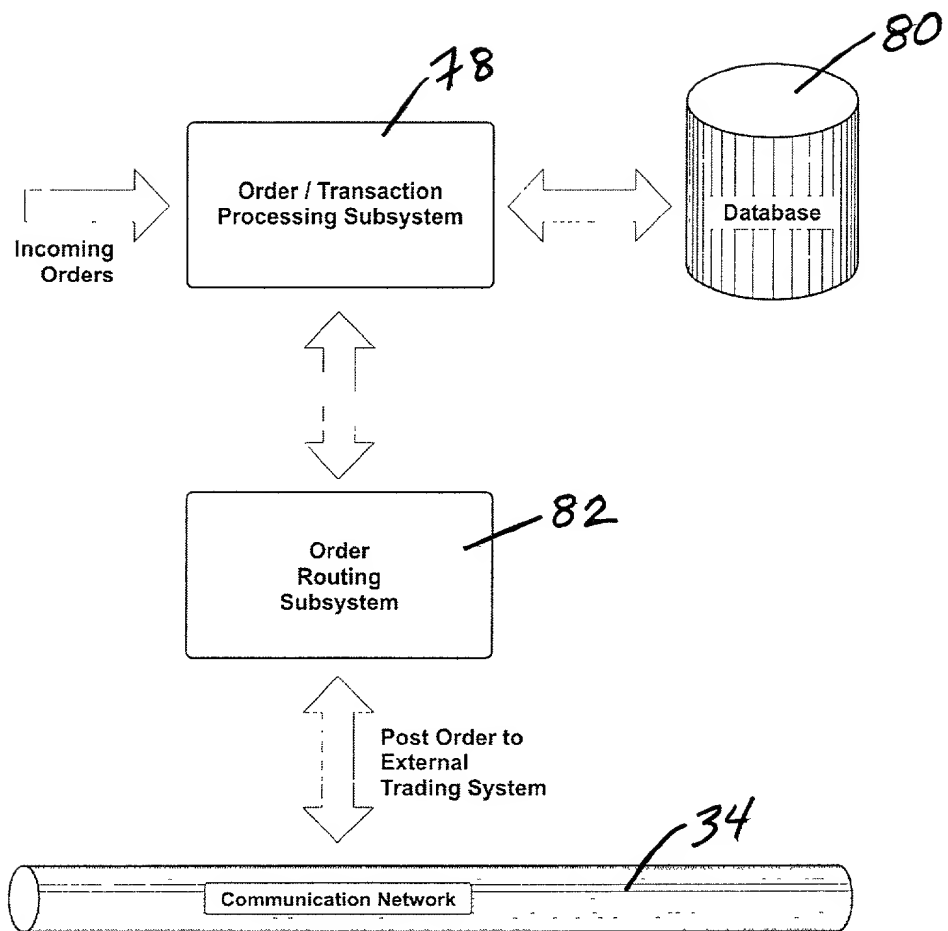 78
80
Order / Transaction
Processing Subsystem
Database
Incoming
Orders
82
Order
Routing
Subsystem
Post Order to
External
Trading System
34
Communication Network